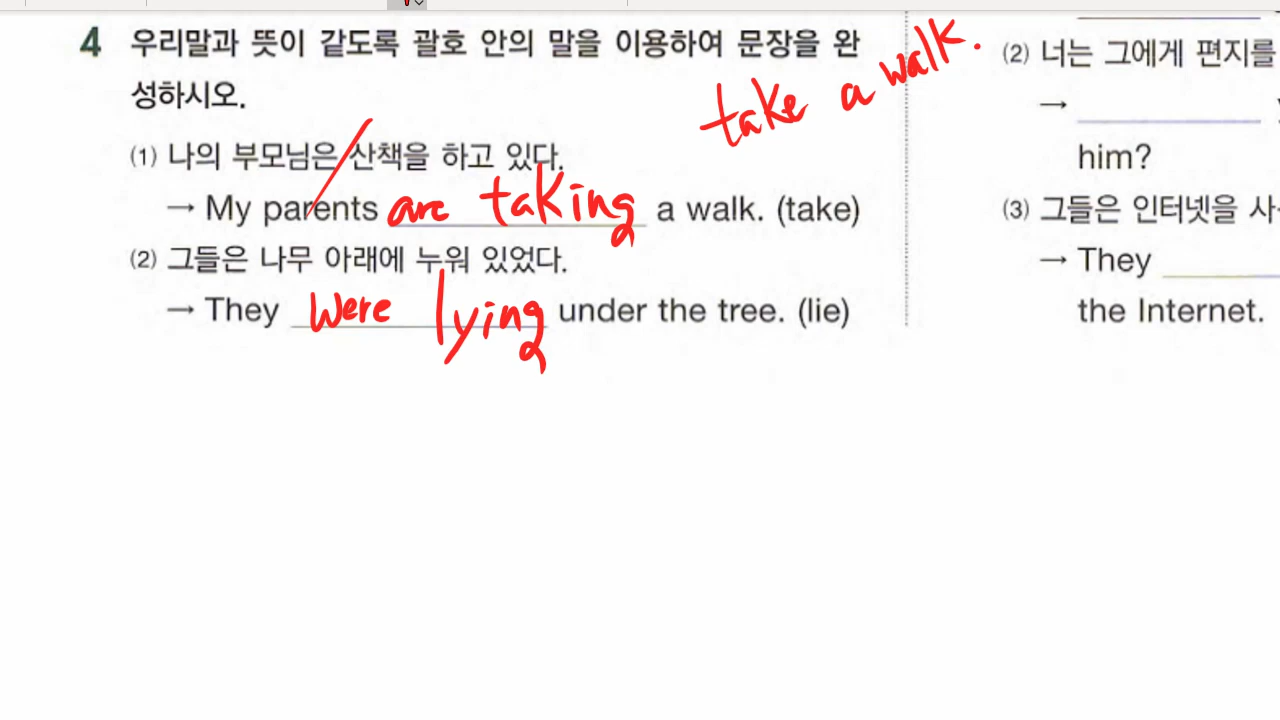 4 우리말과 뜻이 같도록 괄호 안의 말을 이용하여 문장을 완
성하시오.
take a walk.
(1) 나의 부모님은 산책을 하고 있다.
→ My parents are taking a walk. (take)
(2) 그들은 나무 아래에 누워 있었다.
→ They were lying under the tree. (lie)
(2) 너는 그에게 편지를
→
him?
(3) 그들은 인터넷을
→ They
the Internet.